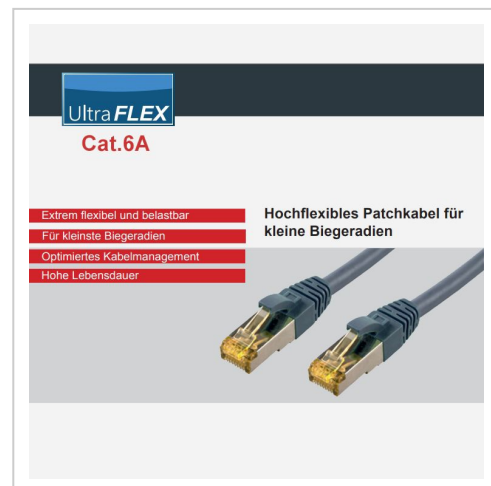 Ultra FLEX
Cat.6A
Extrem flexibel und belastbar
Für kleinste Biegeradien
Optimiertes Kabelmanagement
Hohe Lebensdauer
Hochflexibles Patchkabel für
kleine Biegeradien